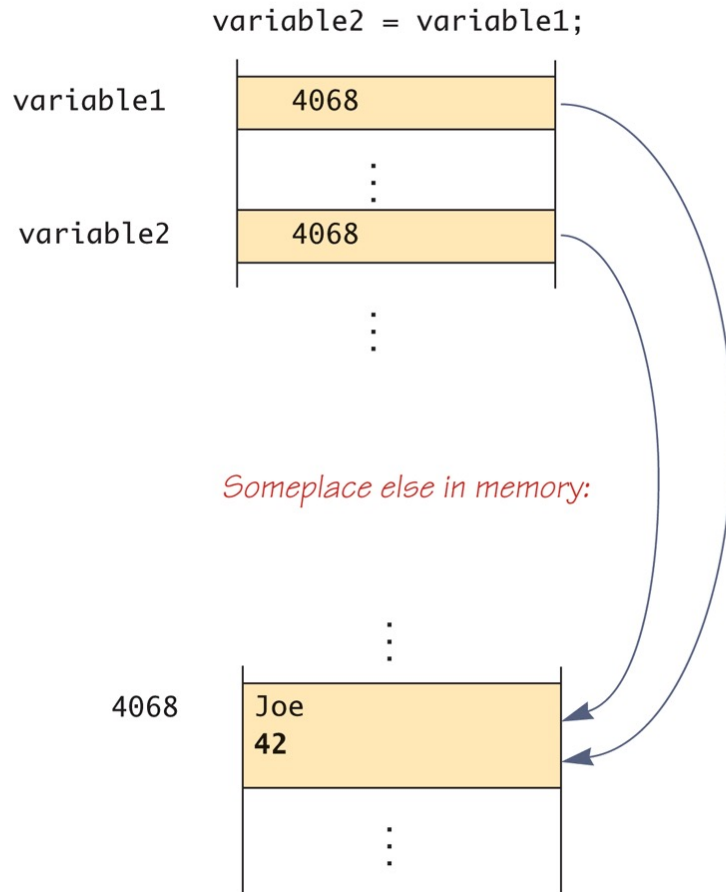 variable2 = variable1;
variable1 4068
variable2 4068
Someplace else in memory:
4068 Joe
42